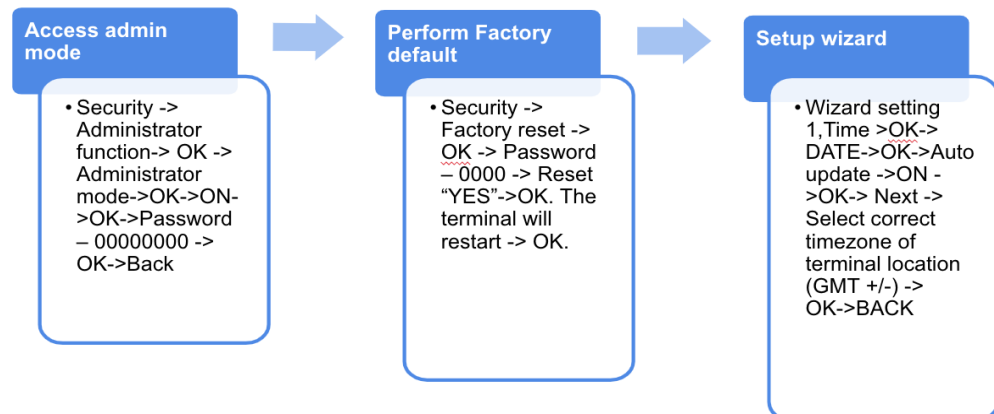 Access admin
mode
• Security ->
Administrator
function-> OK ->
Administrator
mode->OK->ON-
>OK->Password
– 00000000 ->
OK->Back
Perform Factory
default
• Security ->
Factory reset ->
OK -> Password
– 0000 -> Reset
“YES”->OK. The
terminal will
restart -> OK.
Setup wizard
• Wizard setting
1,Time >OK->
DATE->OK->Auto
update ->ON -
>OK-> Next ->
Select correct
timezone of
terminal location
(GMT +/-) ->
OK->BACK